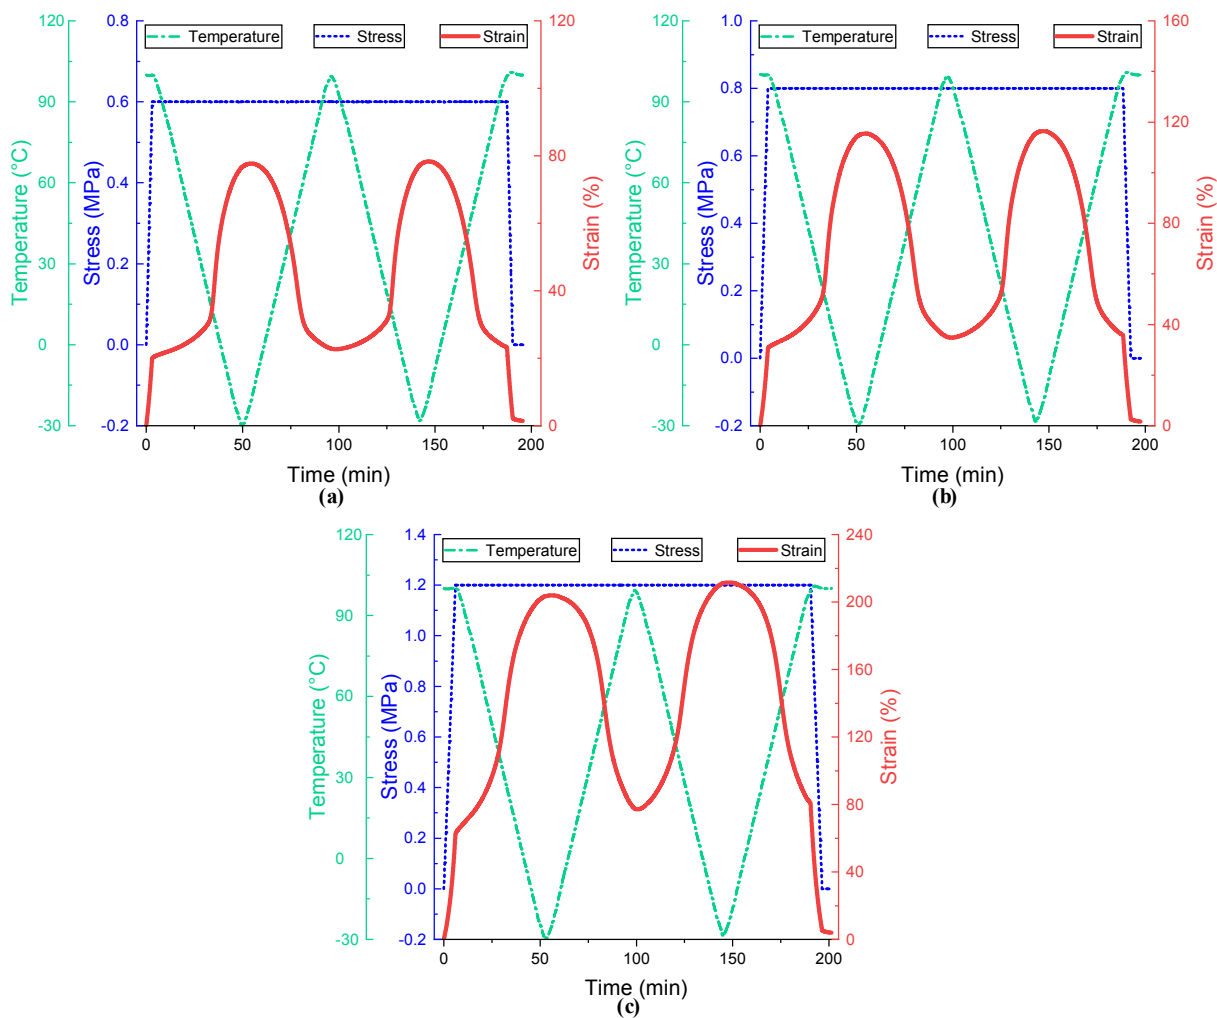 120
90
60
30
0
-30
Temperature (°C)
0.8
0.6
0.4
0.2
0.0
-0.2
Stress (MPa)
Temperature
Stress
Strain
120
80
40
0
Strain (%)
0
50
100
150
200
Time (min)
(a)
120
90
60
30
0
-30
Temperature (°C)
1.0
0.8
0.6
0.4
0.2
0.0
-0.2
Stress (MPa)
Temperature
Stress
Strain
160
120
80
40
0
Strain (%)
0
50
100
150
200
Time (min)
(b)
120
90
60
30
0
-30
Temperature (°C)
1.4
1.2
1.0
0.8
0.6
0.4
0.2
0.0
-0.2
Stress (MPa)
Temperature
Stress
Strain
240
200
160
120
80
40
0
Strain (%)
0
50
100
150
200
Time (min)
(c)